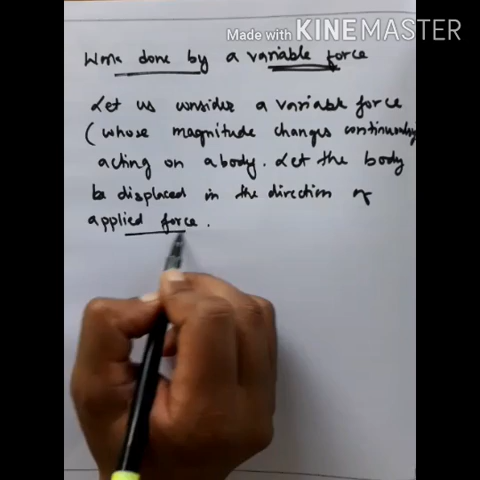 Made with KINEMASTER
Work done by a variable force
Let us consider a variable force
(whose magnitude changes continuously
acting on a body. Let the body
be displaced in the direction of
applied force.